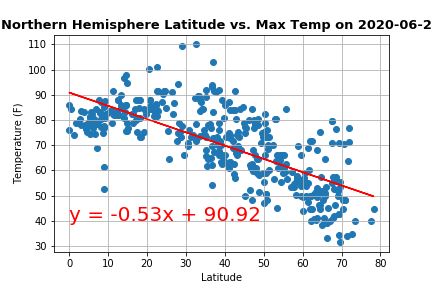 Northern Hemisphere Latitude vs. Max Temp on 2020-06-2
110
100
90
80
70
60
50
40
30
Temperature (F)
y = -0.53x + 90.92
0 10 20 30 40 50 60 70 80
Latitude